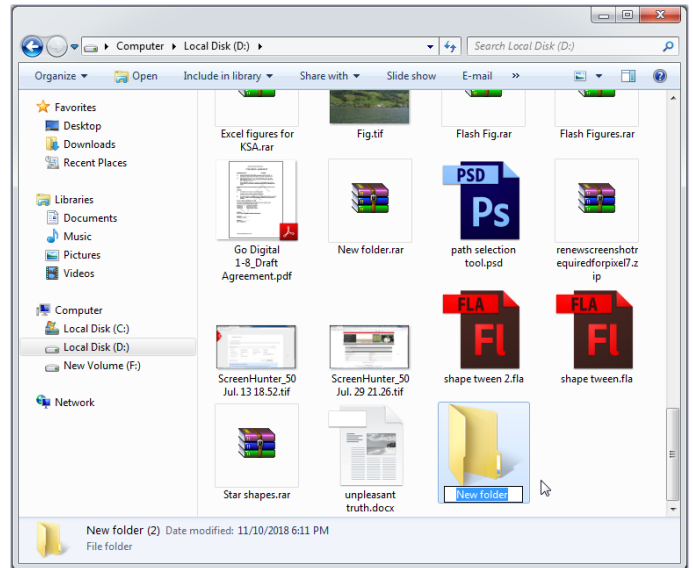 Computer ▸ Local Disk (D:) ▸
Search Local Disk (D:)
Organize Open Include in library Share with Slide show E-mail »
Favorites
Desktop
Downloads
Recent Places
Libraries
Documents
Music
Pictures
Videos
Computer
Local Disk (C:)
Local Disk (D:)
New Volume (F:)
Network
Excel figures for
KSA.rar
Fig.tif
Flash Fig.rar
Flash Figures.rar
Go Digital
1-8_Draft
Agreement.pdf
New folder.rar
PSD
Ps
path selection
tool.psd
renewscreenshotr
equiredforpixel7.z
ip
ScreenHunter_50
Jul. 13 18.52.tif
ScreenHunter_50
Jul. 29 21.26.tif
FLA
Fl
shape tween 2.fla
FLA
Fl
shape tween.fla
Star shapes.rar
unpleasant
truth.docx
New folder
New folder (2) Date modified: 11/10/2018 6:11 PM
File folder